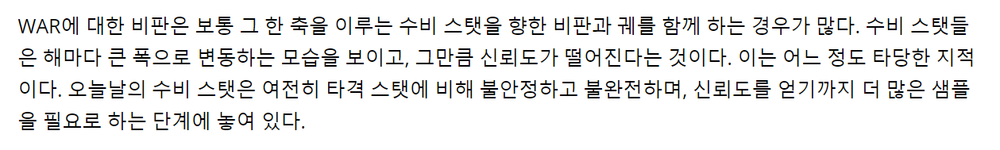 WAR에 대한 비판은 보통 그 한 축을 이루는 수비 스탯을 향한 비판과 궤를 함께 하는 경우가 많다. 수비 스탯들
은 해마다 큰 폭으로 변동하는 모습을 보이고, 그만큼 신뢰도가 떨어진다는 것이다. 이는 어느 정도 타당한 지적
이다. 오늘날의 수비 스탯은 여전히 타격 스탯에 비해 불안정하고 불완전하며, 신뢰도를 얻기까지 더 많은 샘플
을 필요로 하는 단계에 놓여 있다.